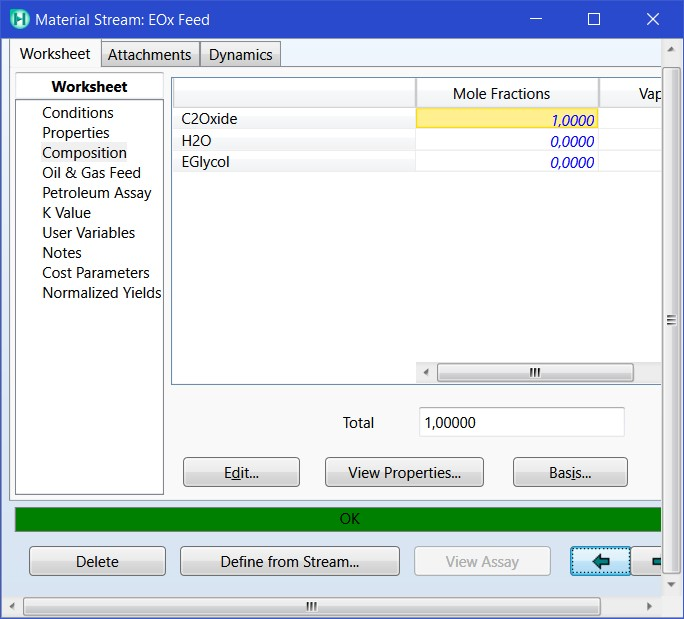 Material Stream: EOx Feed
Worksheet Attachments Dynamics
Worksheet
Conditions
Properties
Composition
Oil & Gas Feed
Petroleum Assay
K Value
User Variables
Notes
Cost Parameters
Normalized Yields
Mole Fractions Vap
C2Oxide 1,0000
H2O 0,0000
EGlycol 0,0000
Total 1,00000
Edit... View Properties... Basis...
OK
Delete Define from Stream... View Assay